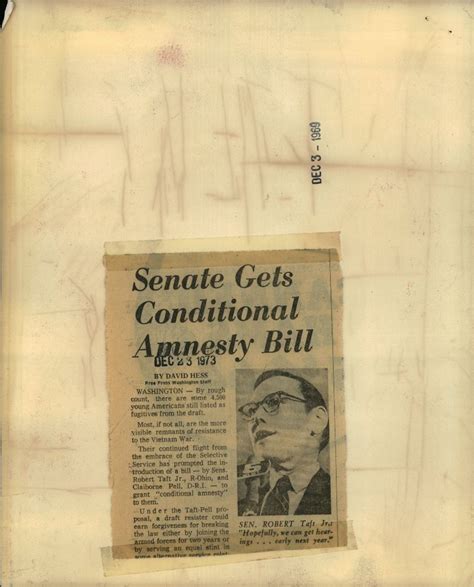 DEC 3 - 1969
Senate Gets
Conditional
Amnesty Bill
DEC 23 1973
BY DAVID HESS
Free Press Washington Staff
WASHINGTON — By rough
count, there are some 4,500
young Americans still listed as
fugitives from the draft.
Most, if not all, are the more
visible remnants of resistance
to the Vietnam War.
Their continued flight from
the embrace of the Selective
Service has prompted the in-
troduction of a bill — by Sens.
Robert Taft Jr., R-Ohio, and
Claiborne Pell, D-R.I. — to
grant "conditional amnesty"
to them.
Under the Taft-Pell pro-
posal, a draft resister could
earn forgiveness for breaking
the law either by joining the
armed forces for two years or
by serving an equal stint in
some alternative service
SEN. ROBERT Taft Jr.,
"Hopefully, we can get hear-
ings . . . early next year."